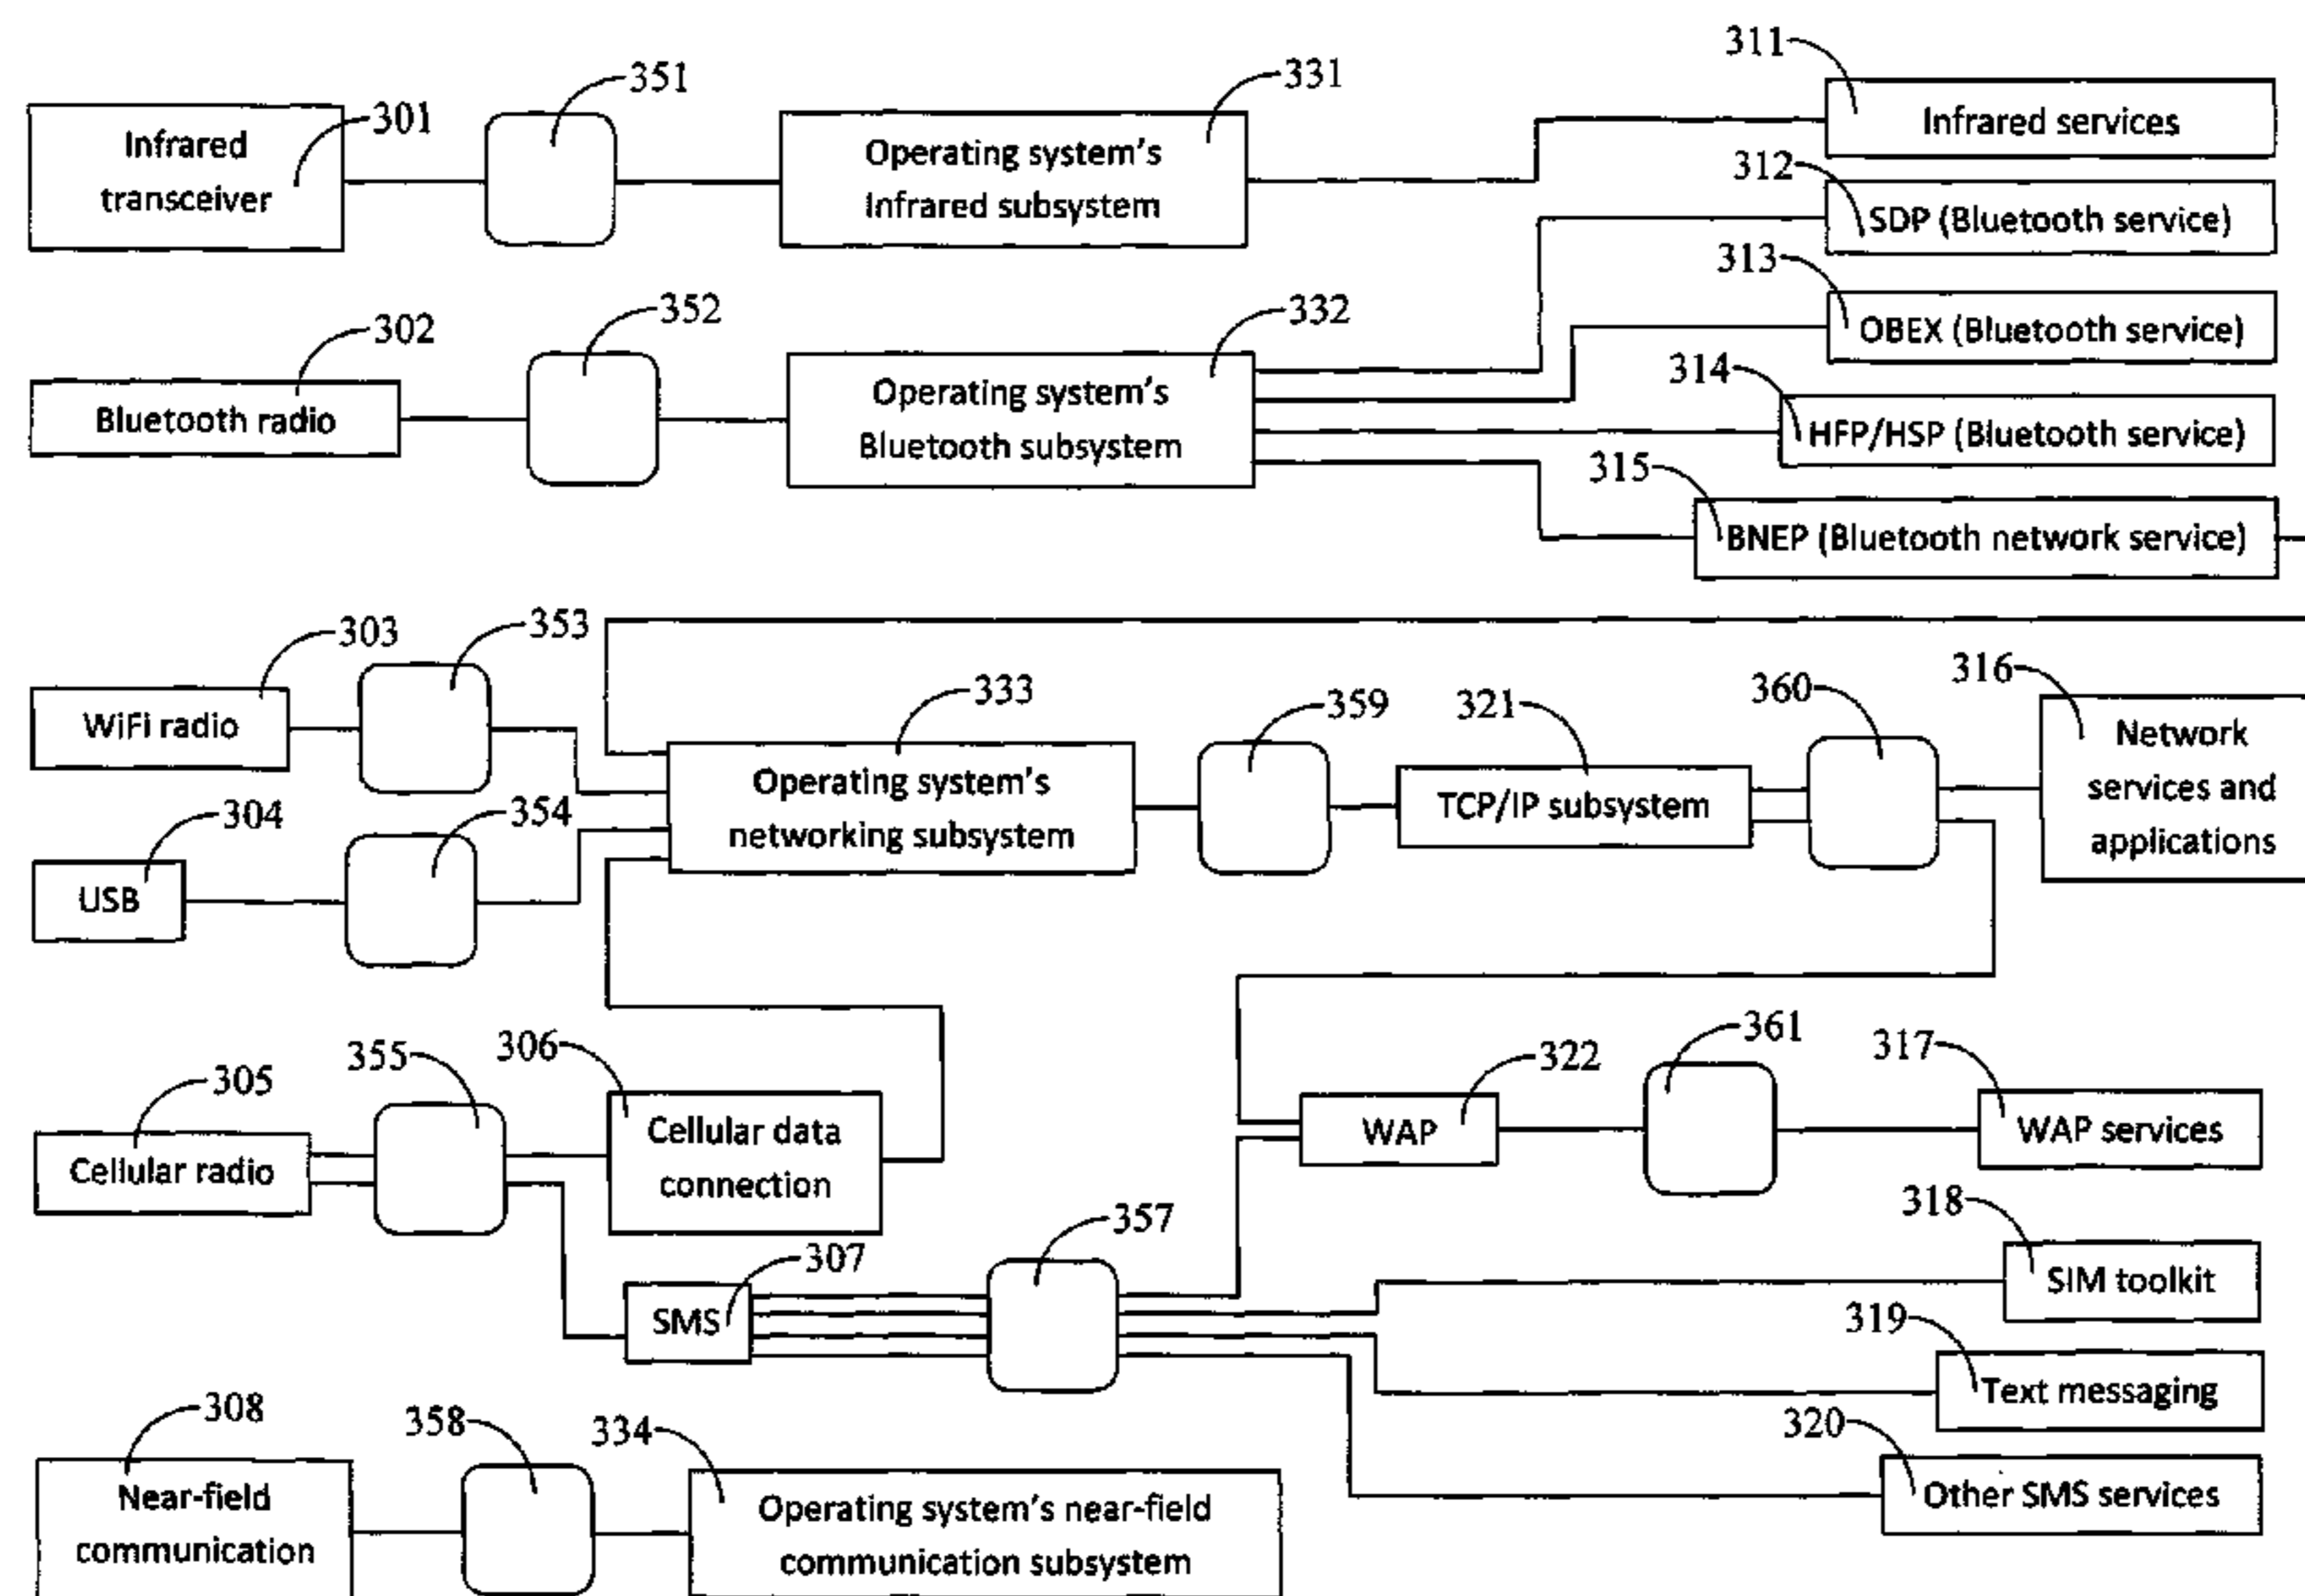 311
351
331
301
Infrared
transceiver
Operating system's
Infrared subsystem
Infrared services
312
SDP (Bluetooth service)
313
352
332
302
OBEX (Bluetooth service)
314
Bluetooth radio
Operating system's
Bluetooth subsystem
HFP/HSP (Bluetooth service)
315
BNEP (Bluetooth network service)
303
353
333
359
321
360
316
WiFi radio
Operating system's
networking subsystem
TCP/IP subsystem
Network
services and
applications
304
354
USB
305
355
306
322
361
317
Cellular radio
Cellular data
connection
WAP
WAP services
318
357
307
SMS
SIM toolkit
319
Text messaging
308
358
334
320
Near-field
communication
Operating system's near-field
communication subsystem
Other SMS services